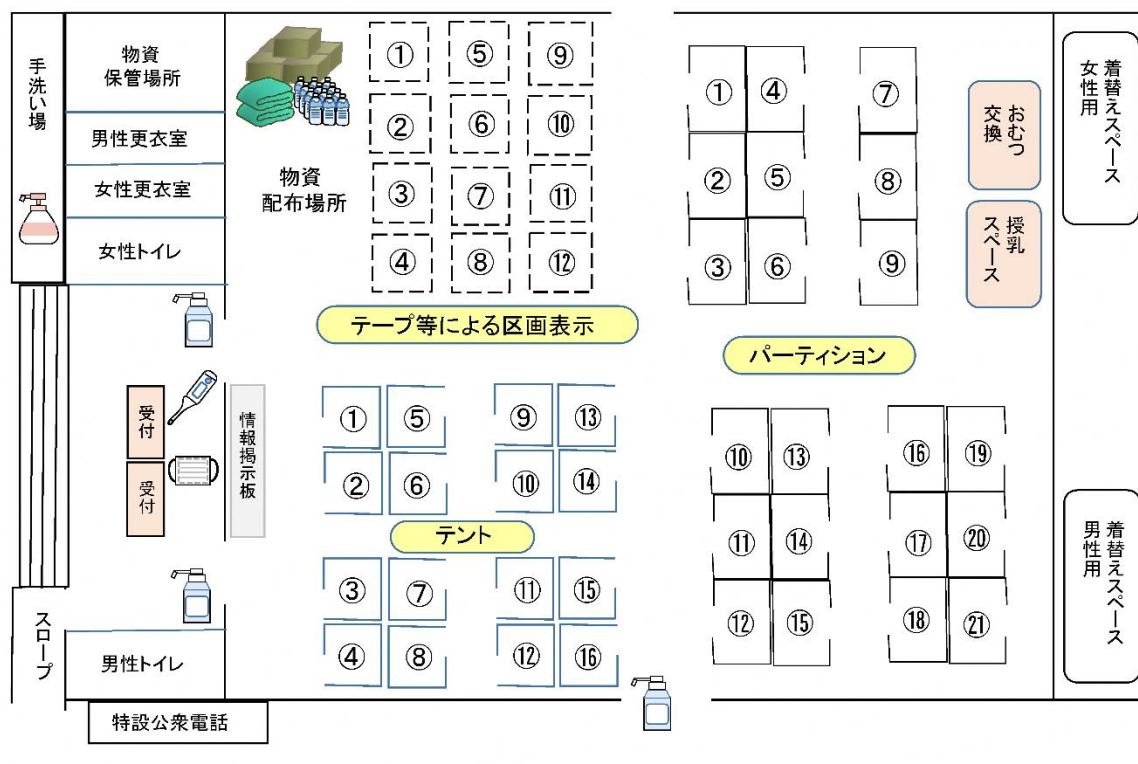 手洗い場
物資
保管場所
男性更衣室
女性更衣室
女性トイレ
物資
配布場所
①
⑤
⑨
②
⑥
⑩
③
⑦
⑪
④
⑧
⑫
テープ等による区画表示
①
④
⑦
②
⑤
⑧
③
⑥
⑨
パーティション
おむつ
交換
授乳
スペース
着替えスペース
女性用
受付
受付
情報掲示板
①
⑤
⑨
⑬
②
⑥
⑩
⑭
テント
③
⑦
⑪
⑮
④
⑧
⑫
⑯
⑩
⑬
⑯
⑲
⑪
⑭
⑰
⑳
⑫
⑮
⑱
㉑
着替えスペース
男性用
スロープ
男性トイレ
特設公衆電話